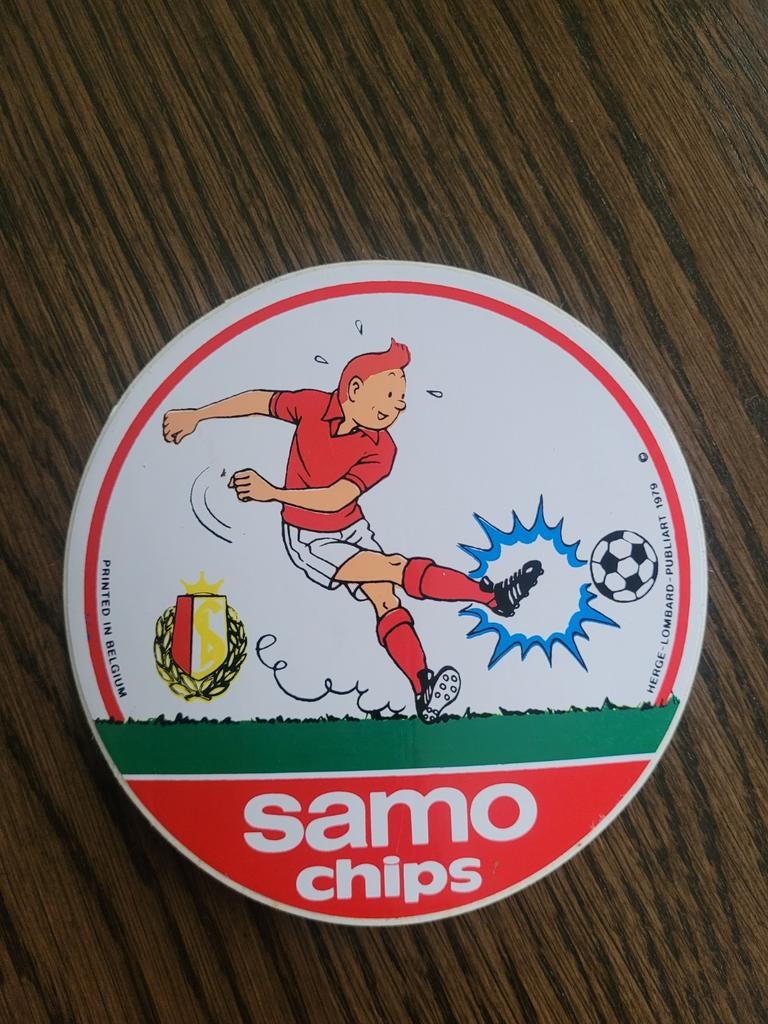 PRINTED IN BELGIUM
© HERGE-LOMBARD-PUBLIART 1979
S
samo
chips